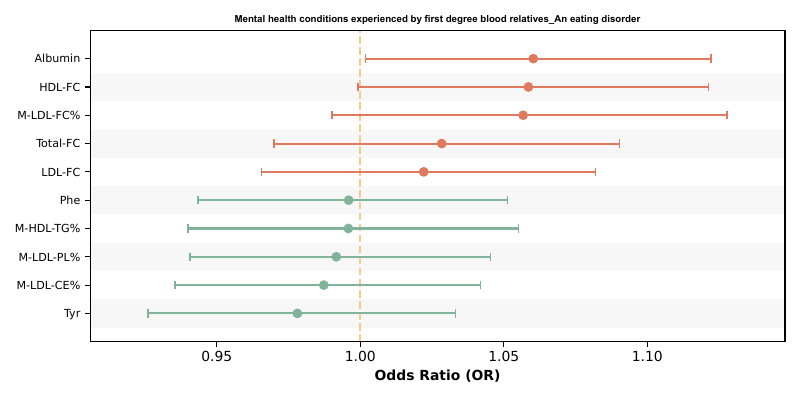 Mental health conditions experienced by first degree blood relatives_An eating disorder
Albumin
HDL-FC
M-LDL-FC%
Total-FC
LDL-FC
Phe
M-HDL-TG%
M-LDL-PL%
M-LDL-CE%
Tyr
0.95 1.00 1.05 1.10
Odds Ratio (OR)